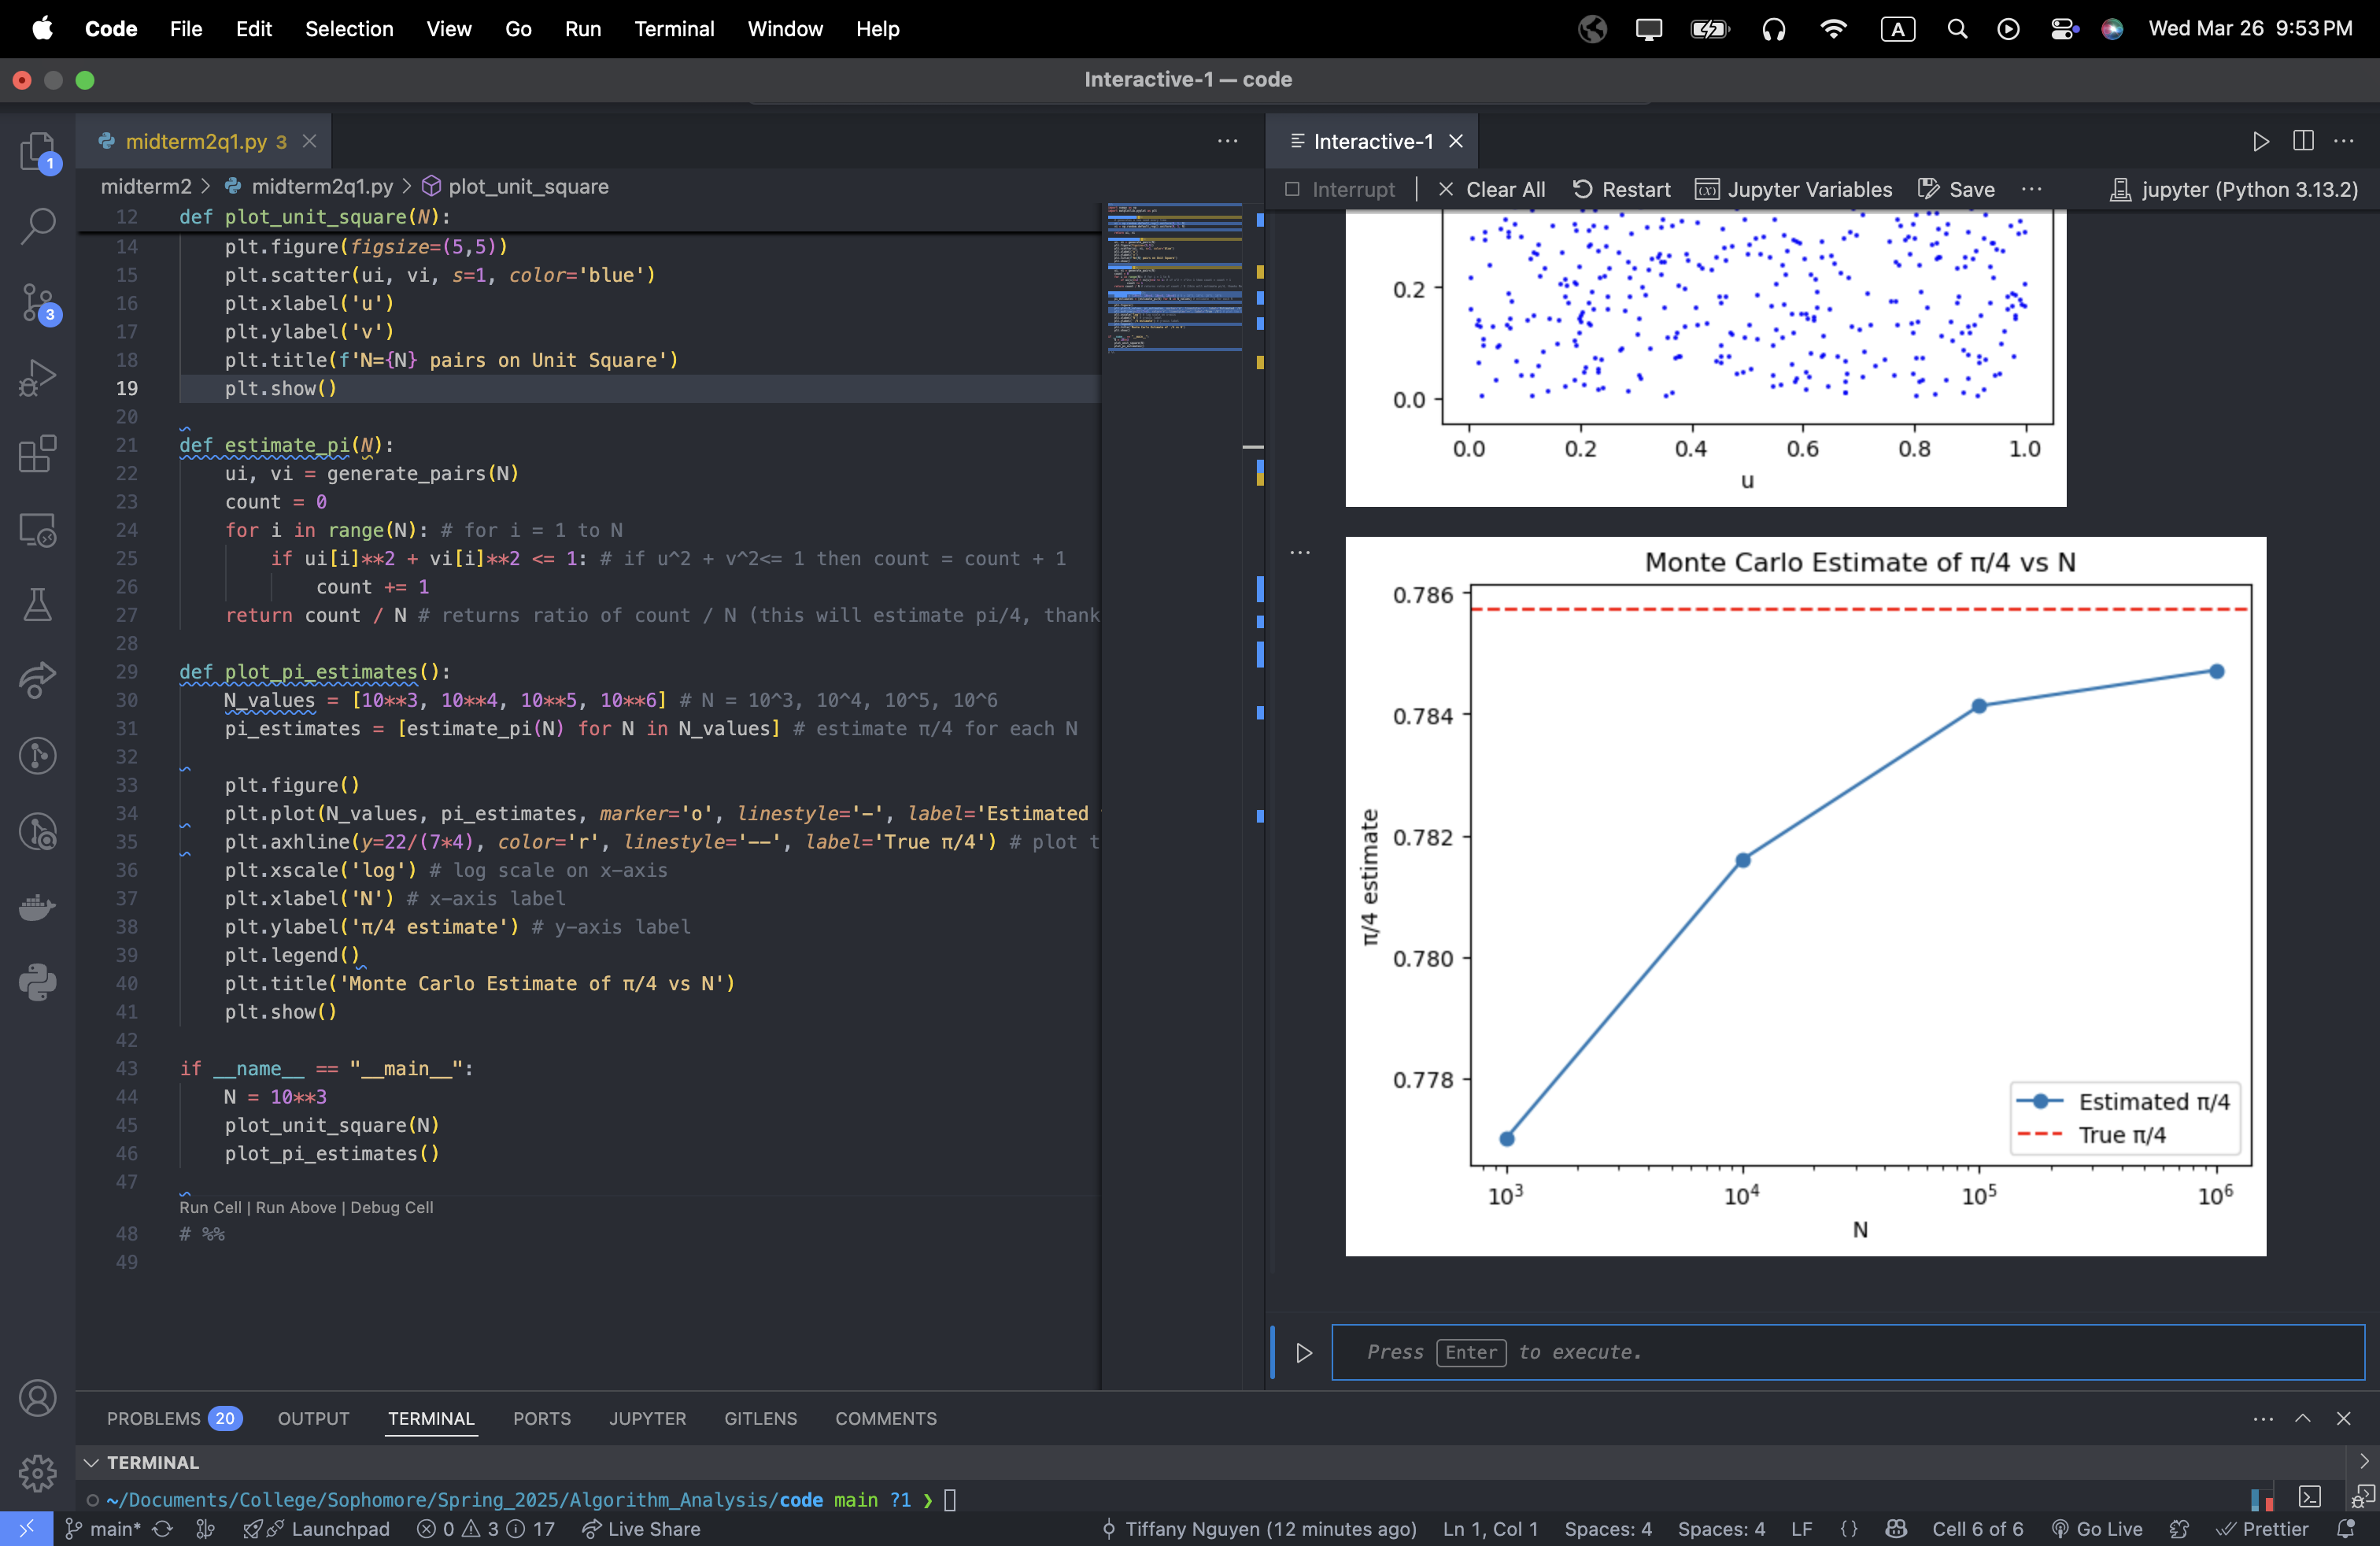 Code File Edit Selection View Go Run Terminal Window Help A Wed Mar 26 9:53 PM
Interactive-1 — code
midterm2q1.py 3
midterm2 > midterm2q1.py > plot_unit_square
12 def plot_unit_square(N):
14 plt.figure(figsize=(5,5))
15 plt.scatter(ui, vi, s=1, color='blue')
16 plt.xlabel('u')
17 plt.ylabel('v')
18 plt.title(f'N={N} pairs on Unit Square')
19 plt.show()
20
21 def estimate_pi(N):
22 ui, vi = generate_pairs(N)
23 count = 0
24 for i in range(N): # for i = 1 to N
25 if ui[i]**2 + vi[i]**2 <= 1: # if u^2 + v^2<= 1 then count = count + 1
26 count += 1
27 return count / N # returns ratio of count / N (this will estimate pi/4, thank
28
29 def plot_pi_estimates():
30 N_values = [10**3, 10**4, 10**5, 10**6] # N = 10^3, 10^4, 10^5, 10^6
31 pi_estimates = [estimate_pi(N) for N in N_values] # estimate π/4 for each N
32
33 plt.figure()
34 plt.plot(N_values, pi_estimates, marker='o', linestyle='-', label='Estimated
35 plt.axhline(y=22/(7*4), color='r', linestyle='--', label='True π/4') # plot t
36 plt.xscale('log') # log scale on x-axis
37 plt.xlabel('N') # x-axis label
38 plt.ylabel('π/4 estimate') # y-axis label
39 plt.legend()
40 plt.title('Monte Carlo Estimate of π/4 vs N')
41 plt.show()
42
43 if __name__ == "__main__":
44 N = 10**3
45 plot_unit_square(N)
46 plot_pi_estimates()
47
Run Cell | Run Above | Debug Cell
48 # %%
49
Interactive-1
Interrupt Clear All Restart Jupyter Variables Save jupyter (Python 3.13.2)
0.2
0.0
0.0 0.2 0.4 0.6 0.8 1.0
u
Monte Carlo Estimate of π/4 vs N
0.786
0.784
0.782
0.780
0.778
π/4 estimate
Estimated π/4
True π/4
10³ 10⁴ 10⁵ 10⁶
N
Press Enter to execute.
PROBLEMS 20 OUTPUT TERMINAL PORTS JUPYTER GITLENS COMMENTS
TERMINAL
~/Documents/College/Sophomore/Spring_2025/Algorithm_Analysis/code main ?1 ❯
main* Launchpad 0 3 17 Live Share Tiffany Nguyen (12 minutes ago) Ln 1, Col 1 Spaces: 4 Spaces: 4 LF {} Cell 6 of 6 Go Live Prettier
1
3